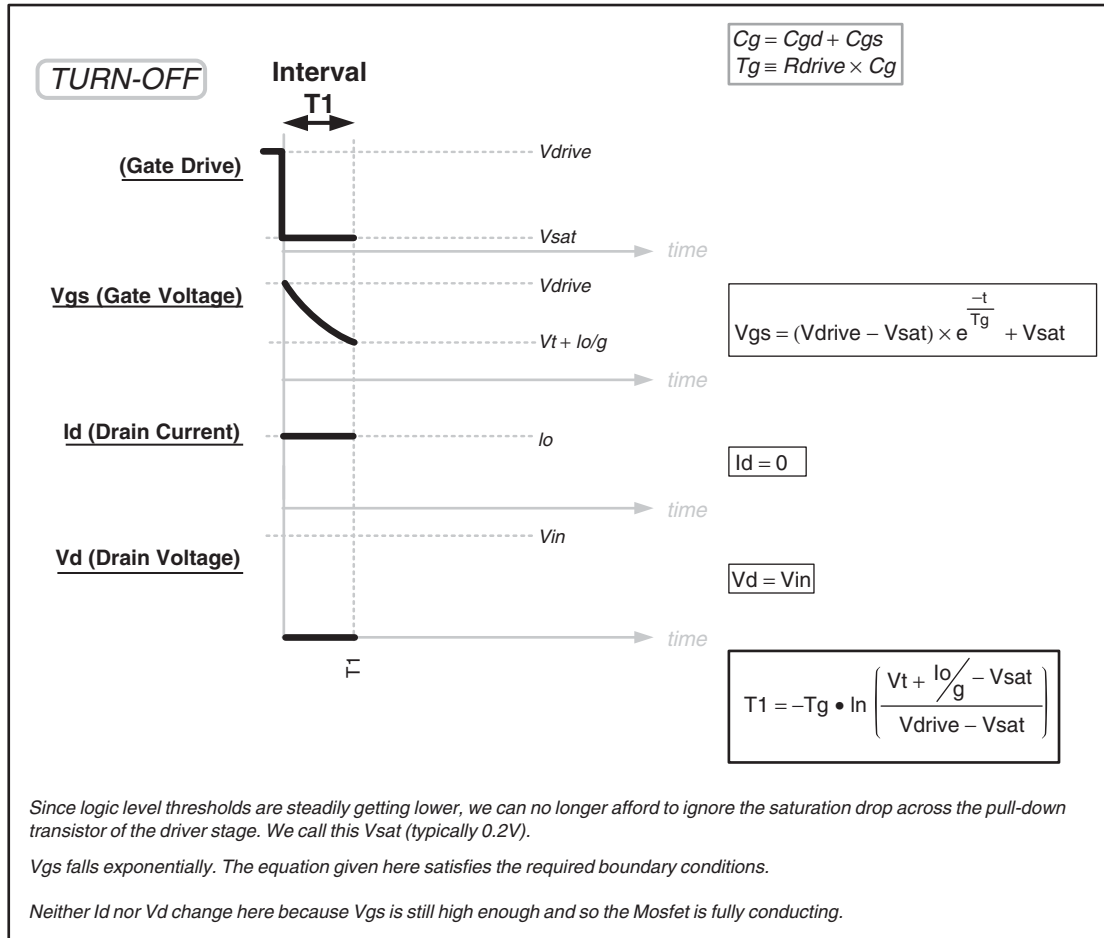 Cg = Cgd + Cgs
Tg ≡ Rdrive × Cg
TURN-OFF
Interval
T1
(Gate Drive)
Vdrive
Vsat
time
Vgs (Gate Voltage)
Vdrive
Vt + Io/g
time
Vgs = (Vdrive – Vsat) × e^(–t/Tg) + Vsat
Id (Drain Current)
Io
Id = 0
time
Vd (Drain Voltage)
Vin
Vd = Vin
time
T1
T1 = –Tg • ln ((Vt + Io/g – Vsat)/(Vdrive – Vsat))
Since logic level thresholds are steadily getting lower, we can no longer afford to ignore the saturation drop across the pull-down
transistor of the driver stage. We call this Vsat (typically 0.2V).
Vgs falls exponentially. The equation given here satisfies the required boundary conditions.
Neither Id nor Vd change here because Vgs is still high enough and so the Mosfet is fully conducting.